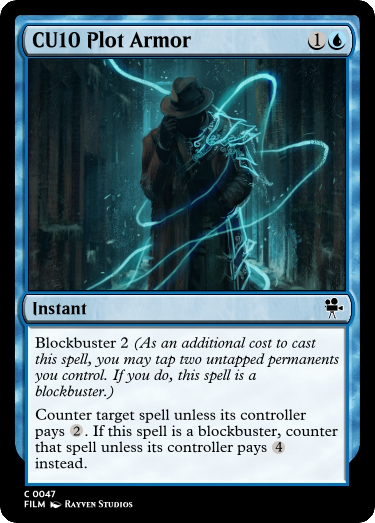 CU10 Plot Armor 1
Instant
Blockbuster 2 (As an additional cost to cast
this spell, you may tap two untapped permanents
you control. If you do, this spell is a
blockbuster.)
Counter target spell unless its controller
pays 2. If this spell is a blockbuster, counter
that spell unless its controller pays 4
instead.
C 0047
FILM Rayven Studios